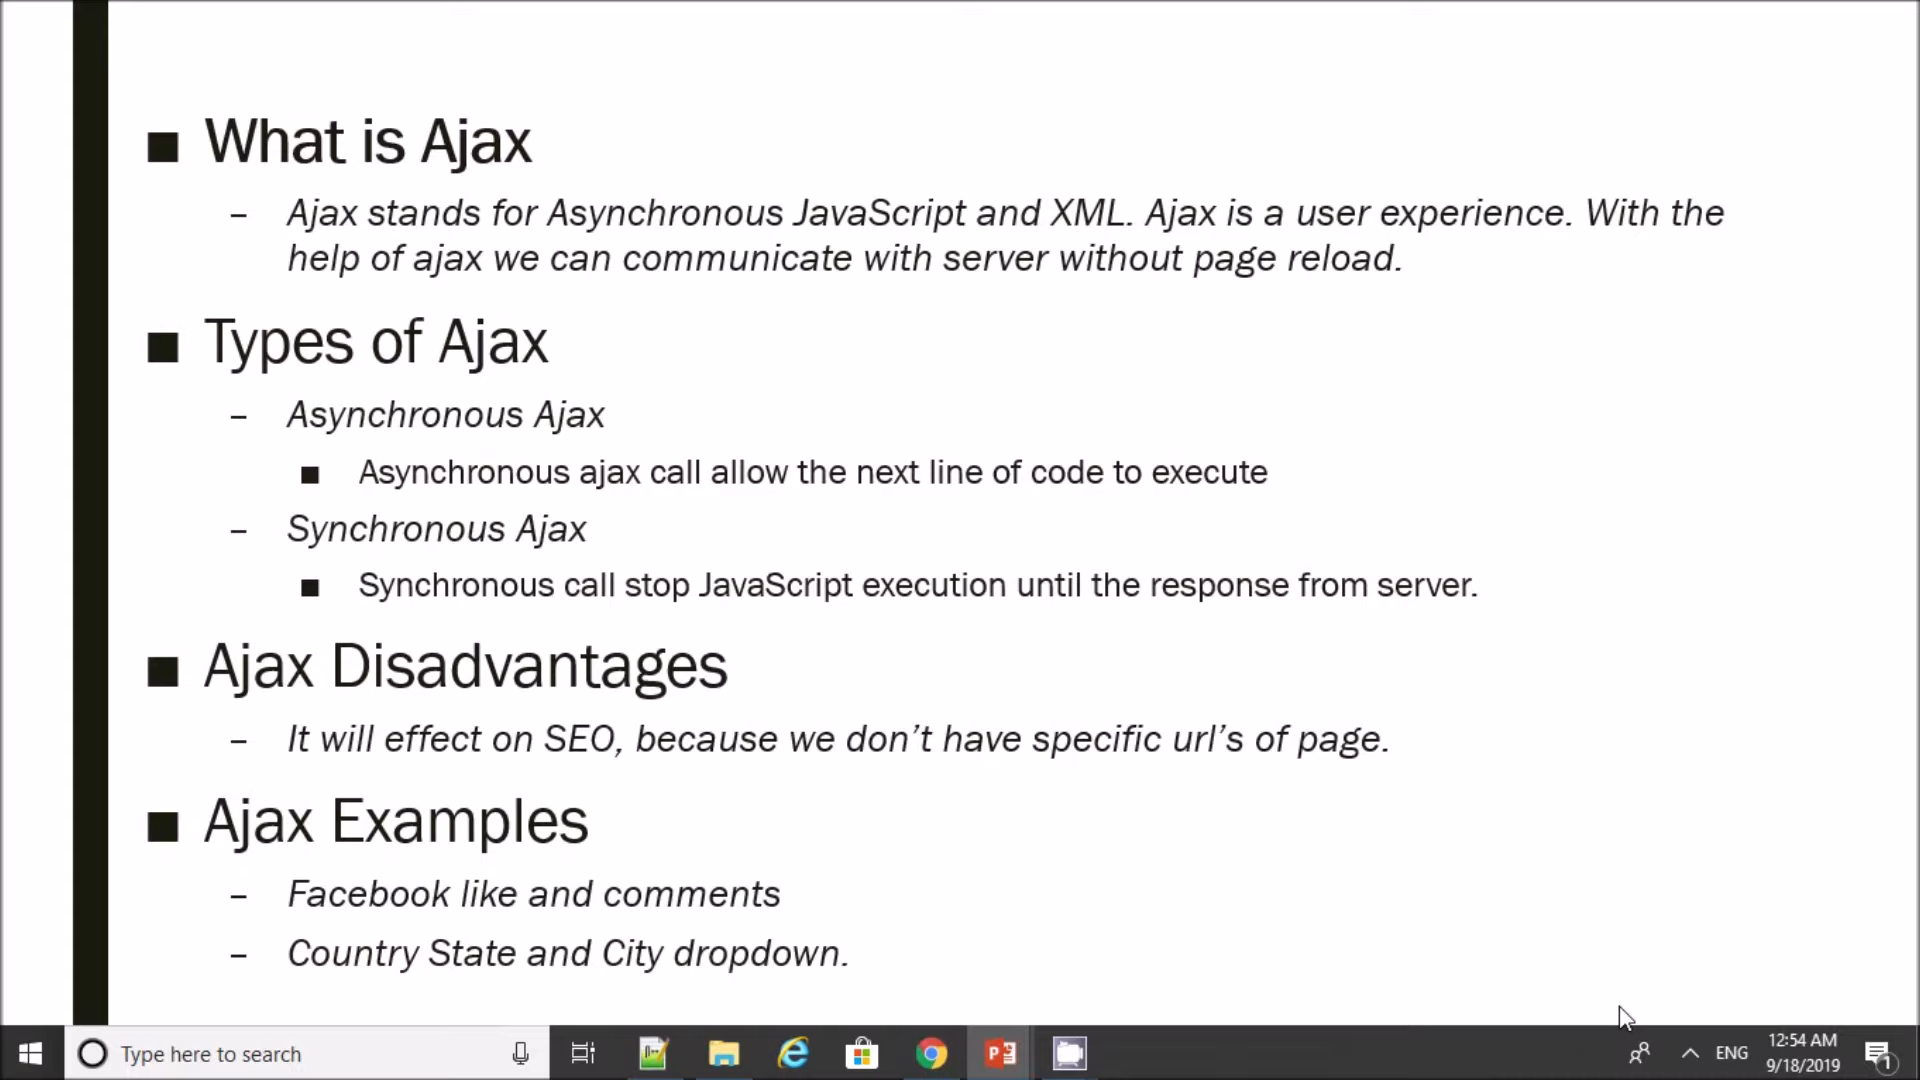 ■ What is Ajax
– Ajax stands for Asynchronous JavaScript and XML. Ajax is a user experience. With the
help of ajax we can communicate with server without page reload.
■ Types of Ajax
– Asynchronous Ajax
■ Asynchronous ajax call allow the next line of code to execute
– Synchronous Ajax
■ Synchronous call stop JavaScript execution until the response from server.
■ Ajax Disadvantages
– It will effect on SEO, because we don’t have specific url’s of page.
■ Ajax Examples
– Facebook like and comments
– Country State and City dropdown.
Type here to search
ENG
12:54 AM
9/18/2019
1